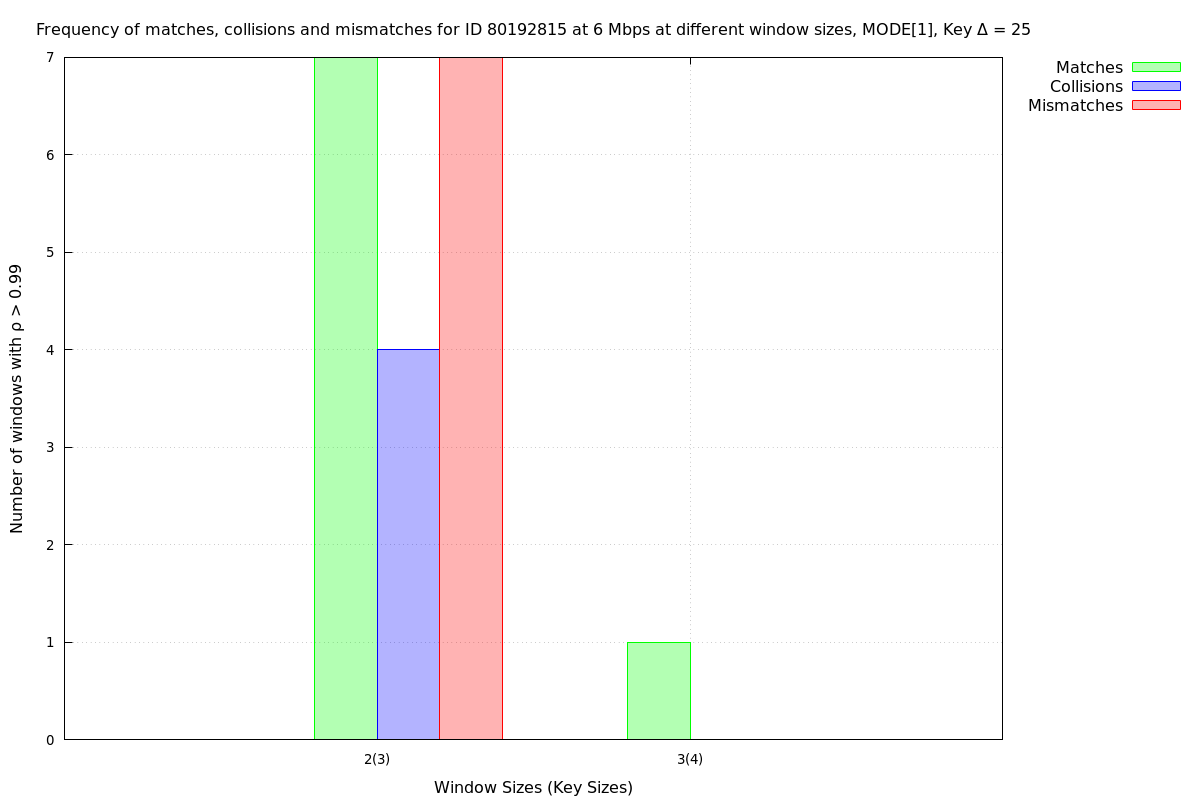 Frequency of matches, collisions and mismatches for ID 80192815 at 6 Mbps at different window sizes, MODE[1], Key Δ = 25
Matches
Collisions
Mismatches
Number of windows with ρ > 0.99
7
6
5
4
3
2
1
0
2(3)
3(4)
Window Sizes (Key Sizes)